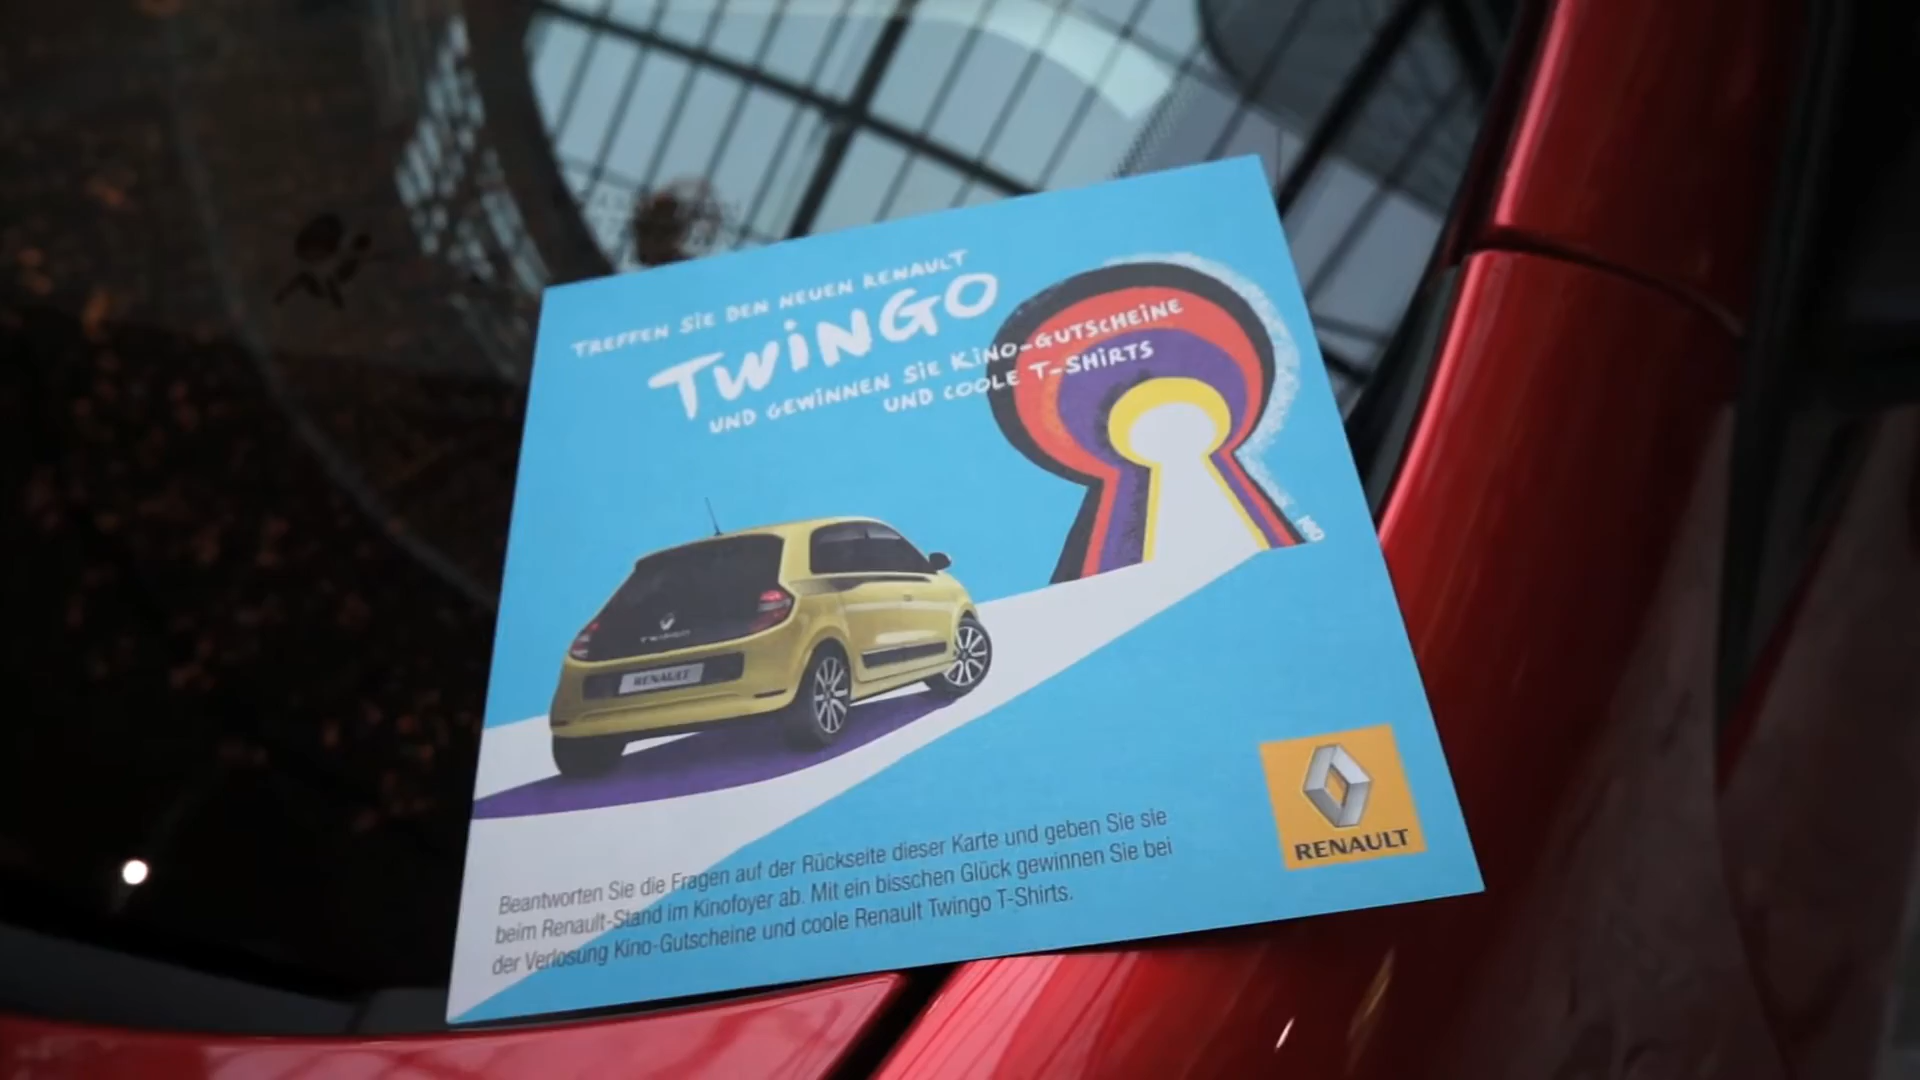 TREFFEN SiE DEN NEUEN RENAULT
TWiNGO
UND GEWiNNEN SiE KiNO-GUTSCHEiNE
UND COOLE T-SHiRTS
TWINGO
RENAULT
RENAULT
Beantworten Sie die Fragen auf der Rückseite dieser Karte und geben Sie sie
beim Renault-Stand im Kinofoyer ab. Mit ein bisschen Glück gewinnen Sie bei
der Verlosung Kino-Gutscheine und coole Renault Twingo T-Shirts.